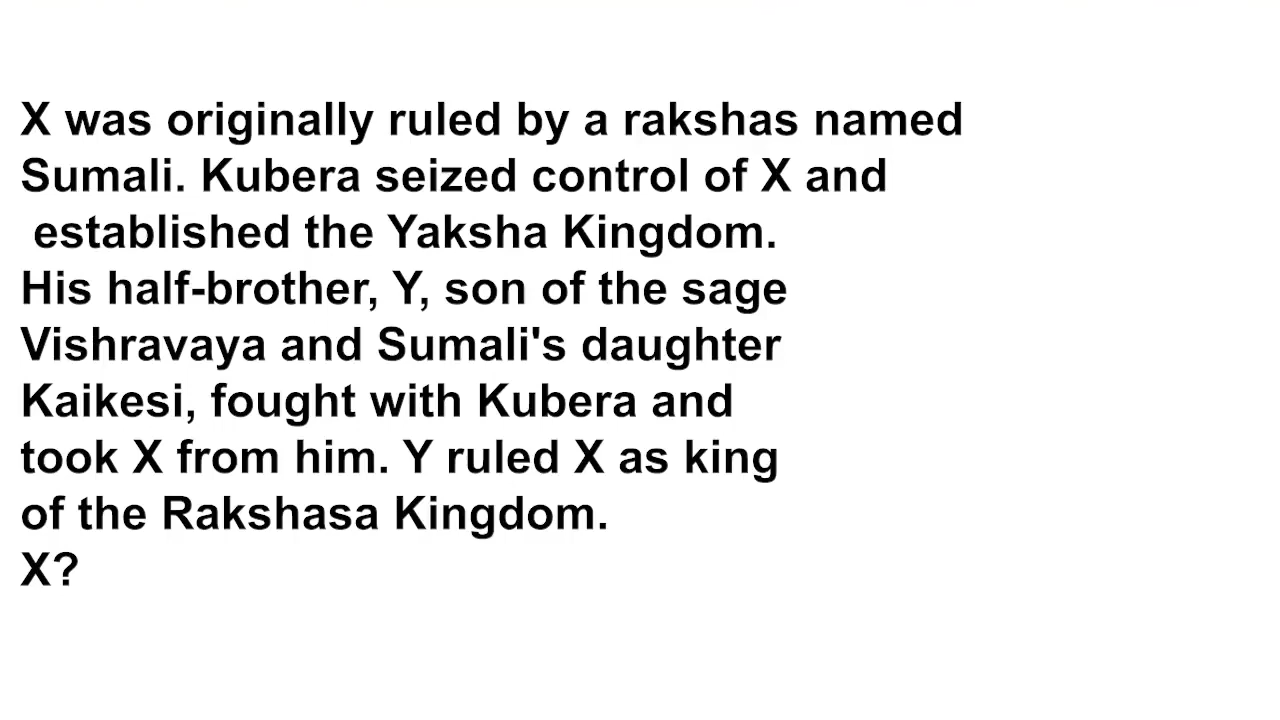 X was originally ruled by a rakshas named
Sumali. Kubera seized control of X and
established the Yaksha Kingdom.
His half-brother, Y, son of the sage
Vishravaya and Sumali's daughter
Kaikesi, fought with Kubera and
took X from him. Y ruled X as king
of the Rakshasa Kingdom.
X?